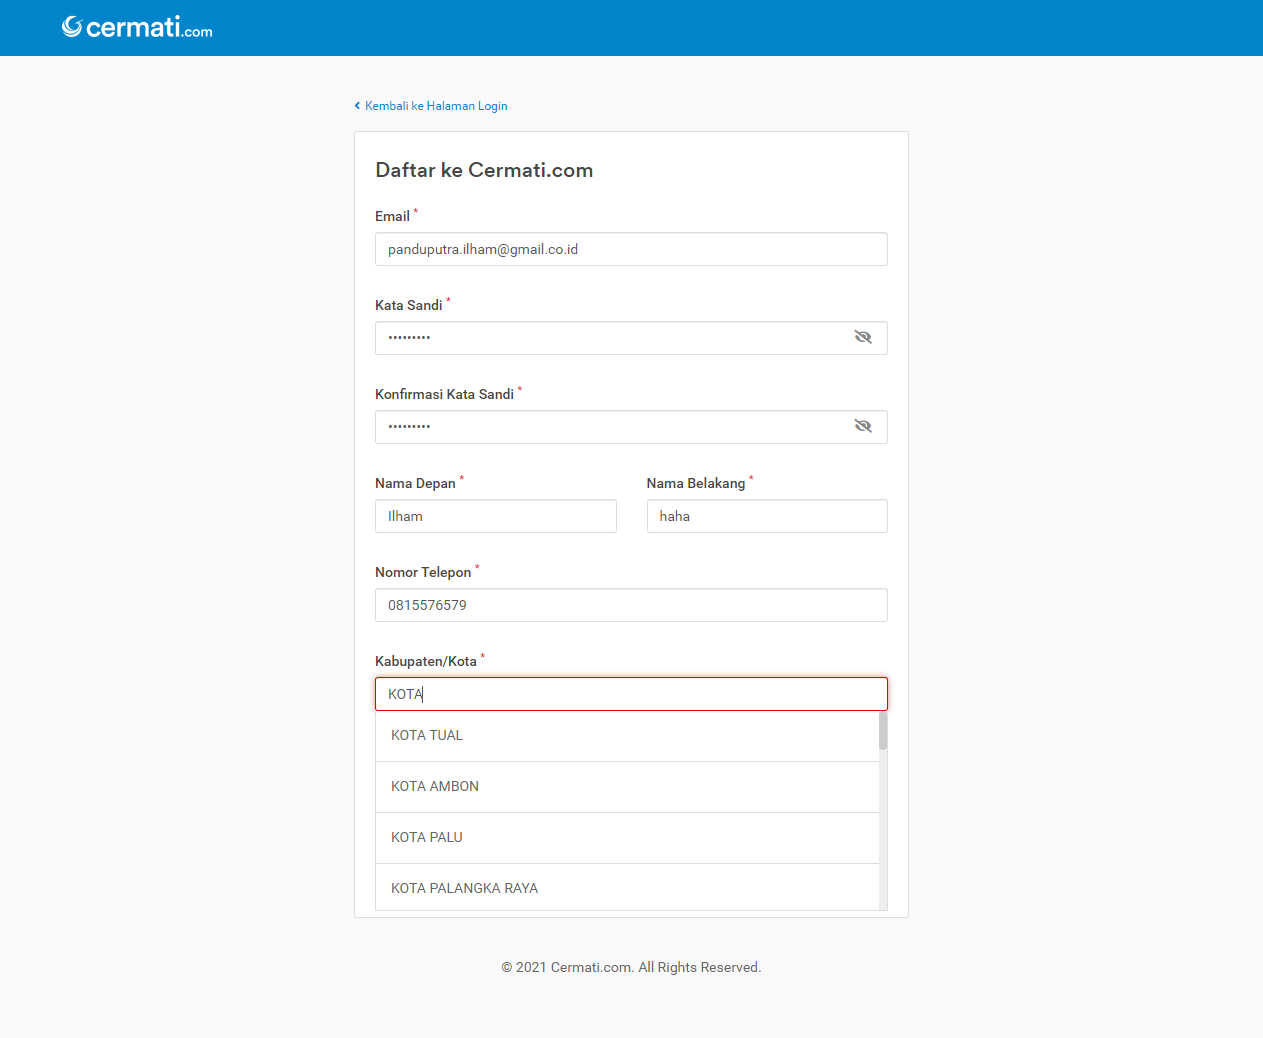 cermati.com
Kembali ke Halaman Login
Daftar ke Cermati.com
Email *
panduputra.ilham@gmail.co.id
Kata Sandi *
•••••••••
Konfirmasi Kata Sandi *
•••••••••
Nama Depan * Nama Belakang *
Ilham haha
Nomor Telepon *
0815576579
Kabupaten/Kota *
KOTA
KOTA TUAL
KOTA AMBON
KOTA PALU
KOTA PALANGKA RAYA
© 2021 Cermati.com. All Rights Reserved.